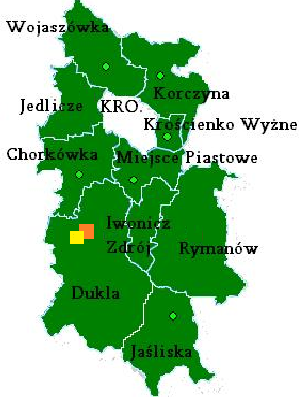 Wojaszówka
Jedlicze KRO. Korczyna
Krościenko Wyżne
Chorkówka Miejsce Piastowe
Iwonicz
Zdrój Rymanów
Dukla
Jaśliska